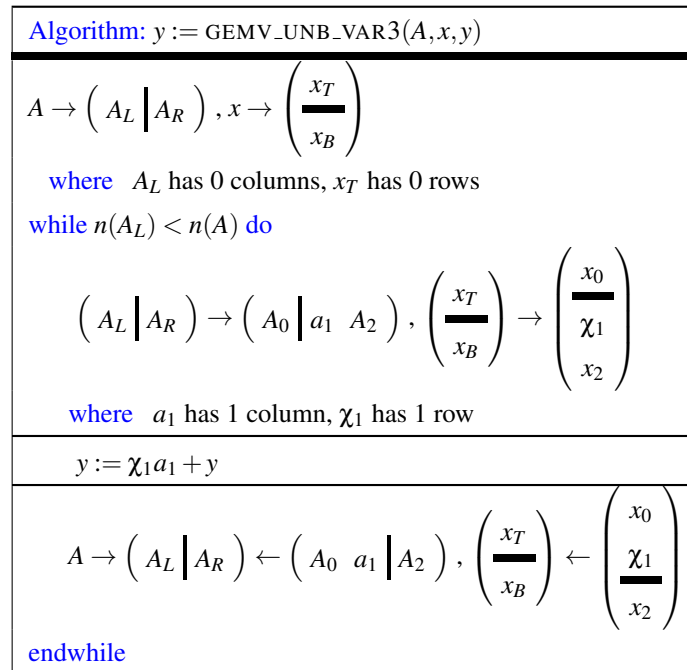 Algorithm: y := GEMV_UNB_VAR3(A, x, y)
A → ( A_L | A_R ) , x → ( x_T / x_B )
where A_L has 0 columns, x_T has 0 rows
while n(A_L) < n(A) do
( A_L | A_R ) → ( A_0 | a_1 A_2 ) , ( x_T / x_B ) → ( x_0 / χ_1 x_2 )
where a_1 has 1 column, χ_1 has 1 row
y := χ_1 a_1 + y
A → ( A_L | A_R ) ← ( A_0 a_1 | A_2 ) , ( x_T / x_B ) ← ( x_0 χ_1 / x_2 )
endwhile